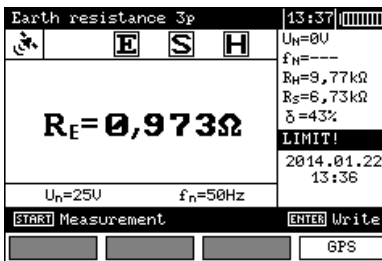 Earth resistance 3p 13:37
E S H
UN=0V
fN=---
RH=9,77kΩ
RS=6,73kΩ
δ=43%
LIMIT!
RE=0,973Ω
2014.01.22
13:36
Un=25V fn=50Hz
START Measurement ENTER Write
GPS